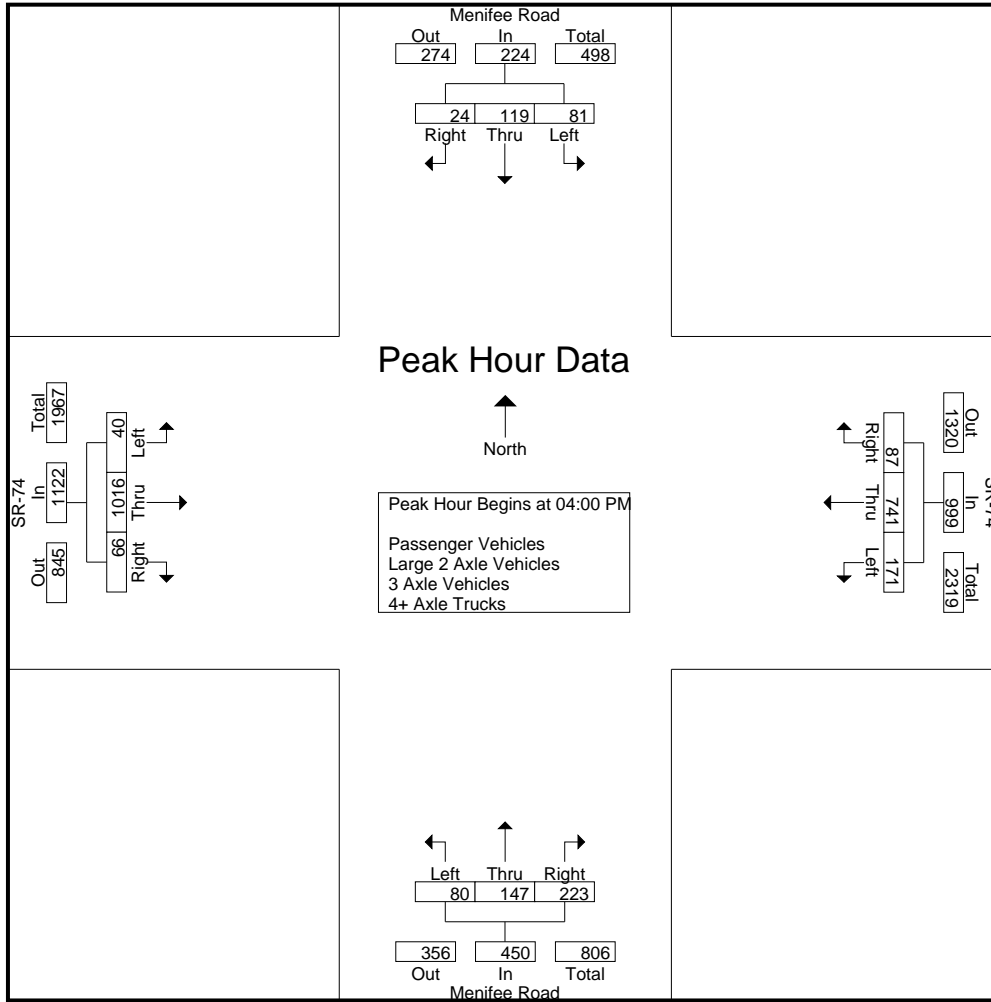 Menifee Road
Out In Total
274 224 498
24 119 81
Right Thru Left
Peak Hour Data
North
Peak Hour Begins at 04:00 PM
Passenger Vehicles
Large 2 Axle Vehicles
3 Axle Vehicles
4+ Axle Trucks
SR-74
Total In Out
1967 1122 845
40 1016 66
Left Thru Right
Right Thru Left
87 741 171
1320 999 2319
Out In Total
SR-74
Left Thru Right
80 147 223
356 450 806
Out In Total
Menifee Road